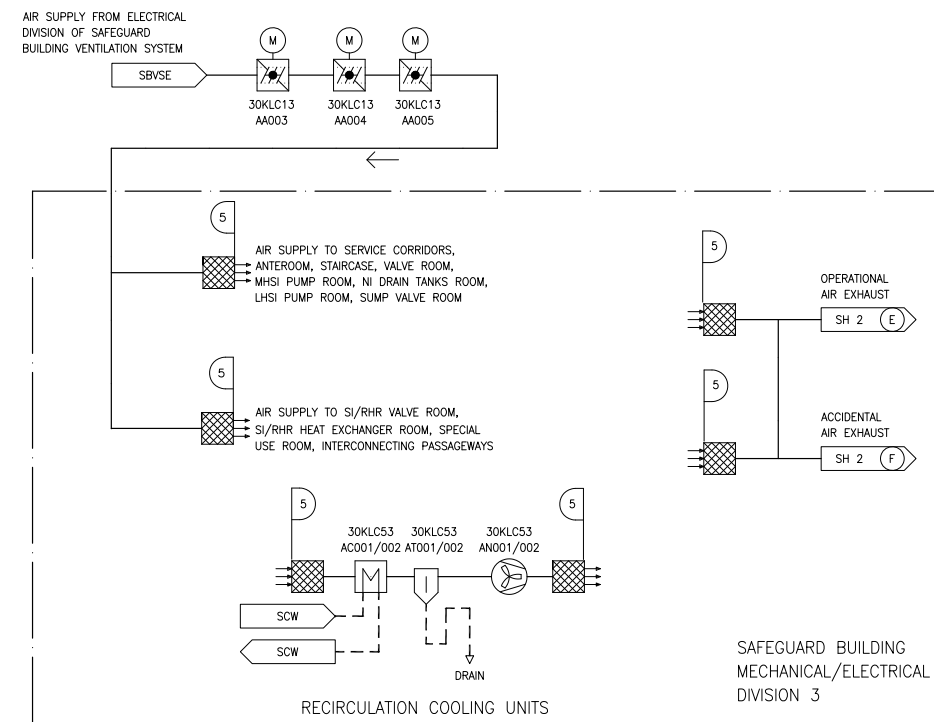 AIR SUPPLY FROM ELECTRICAL
DIVISION OF SAFEGUARD
BUILDING VENTILATION SYSTEM
SBVSE
M
M
M
30KLC13
AA003
30KLC13
AA004
30KLC13
AA005
5
AIR SUPPLY TO SERVICE CORRIDORS,
ANTEROOM, STAIRCASE, VALVE ROOM,
MHSI PUMP ROOM, NI DRAIN TANKS ROOM,
LHSI PUMP ROOM, SUMP VALVE ROOM
5
OPERATIONAL
AIR EXHAUST
SH 2 E
5
AIR SUPPLY TO SI/RHR VALVE ROOM,
SI/RHR HEAT EXCHANGER ROOM, SPECIAL
USE ROOM, INTERCONNECTING PASSAGEWAYS
5
ACCIDENTAL
AIR EXHAUST
SH 2 F
5
30KLC53
AC001/002
30KLC53
AT001/002
30KLC53
AN001/002
5
SCW
SCW
DRAIN
RECIRCULATION COOLING UNITS
SAFEGUARD BUILDING
MECHANICAL/ELECTRICAL
DIVISION 3